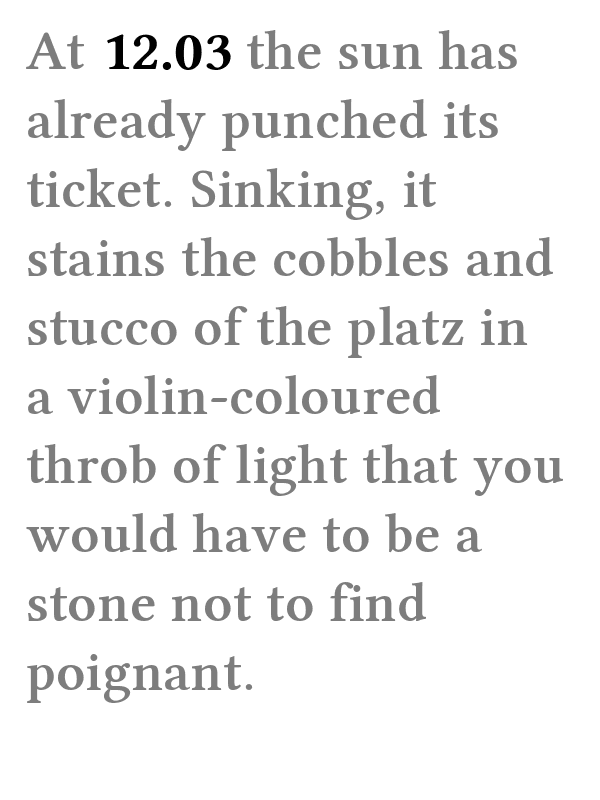 At 12.03 the sun has
already punched its
ticket. Sinking, it
stains the cobbles and
stucco of the platz in
a violin-coloured
throb of light that you
would have to be a
stone not to find
poignant.